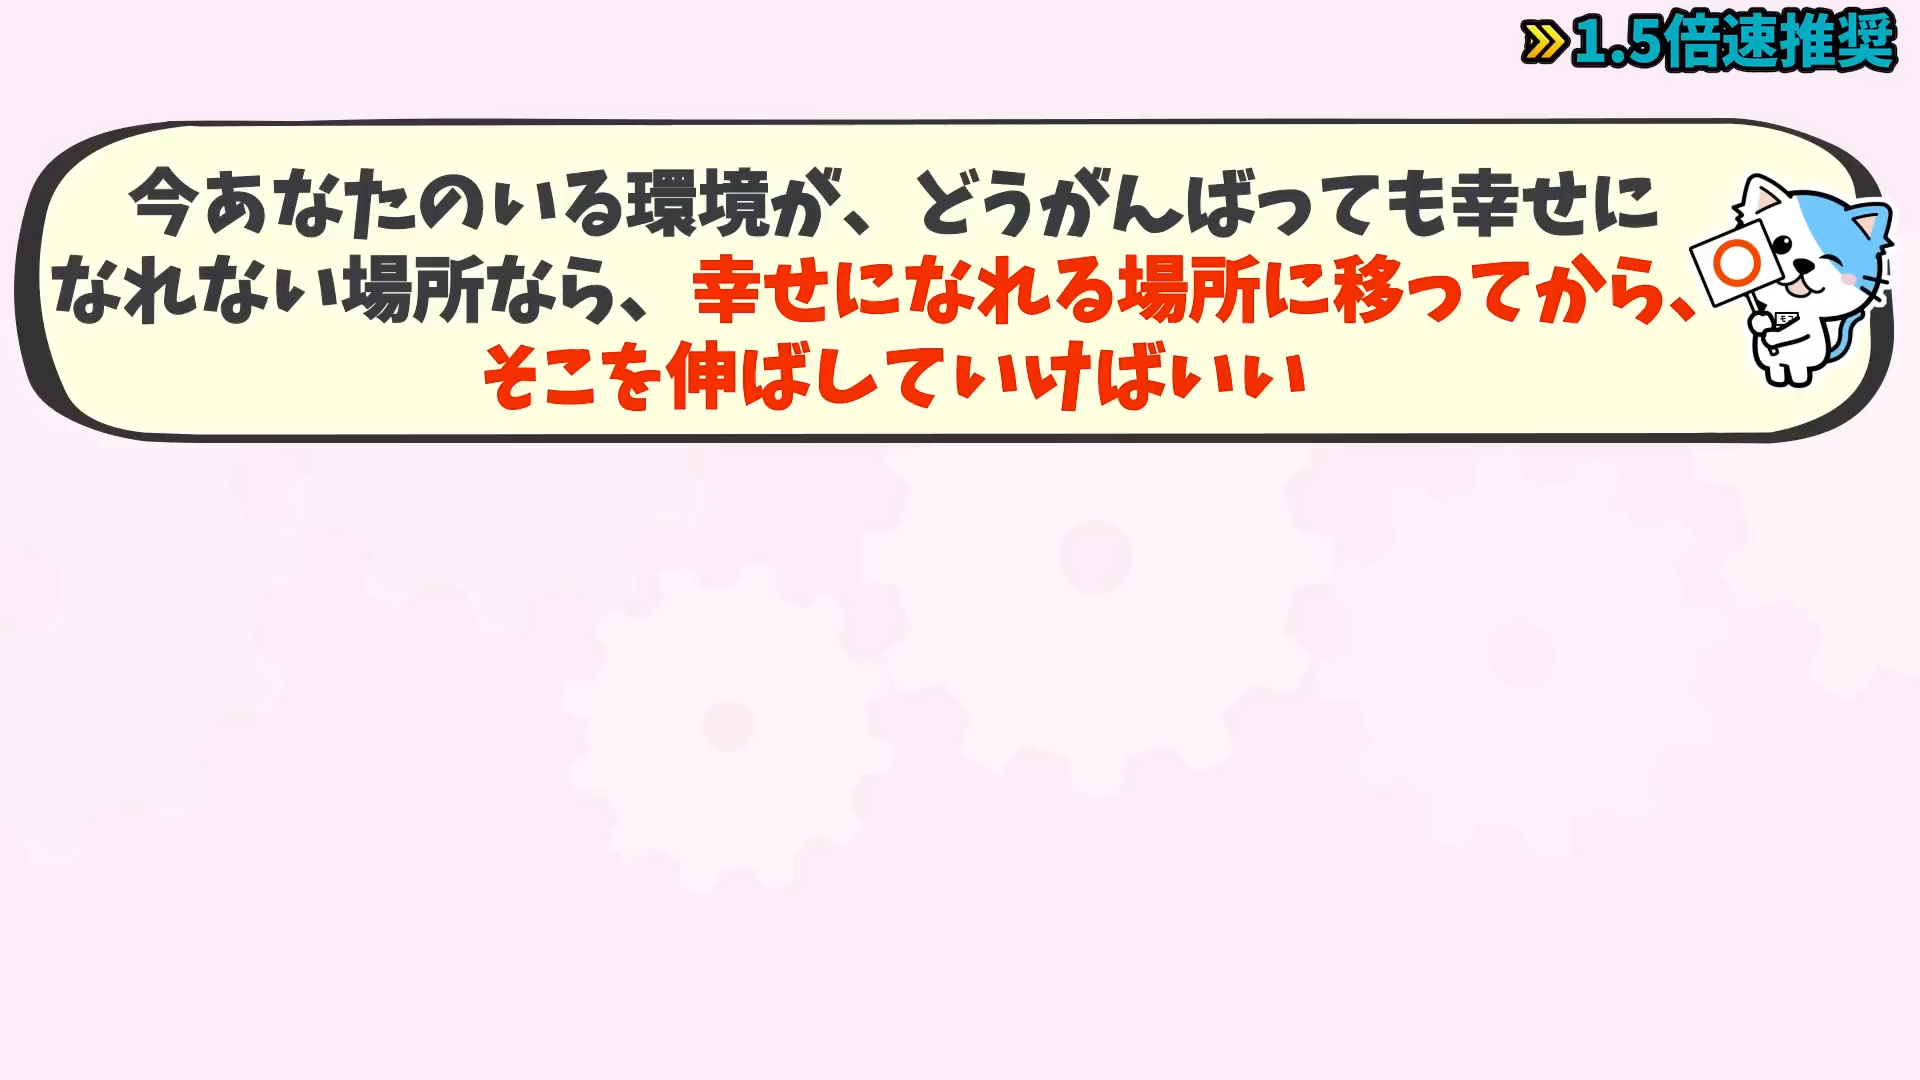 1.5倍速推奨
今あなたのいる環境が、どうがんばっても幸せに
なれない場所なら、幸せになれる場所に移ってから、
そこを伸ばしていけばいい